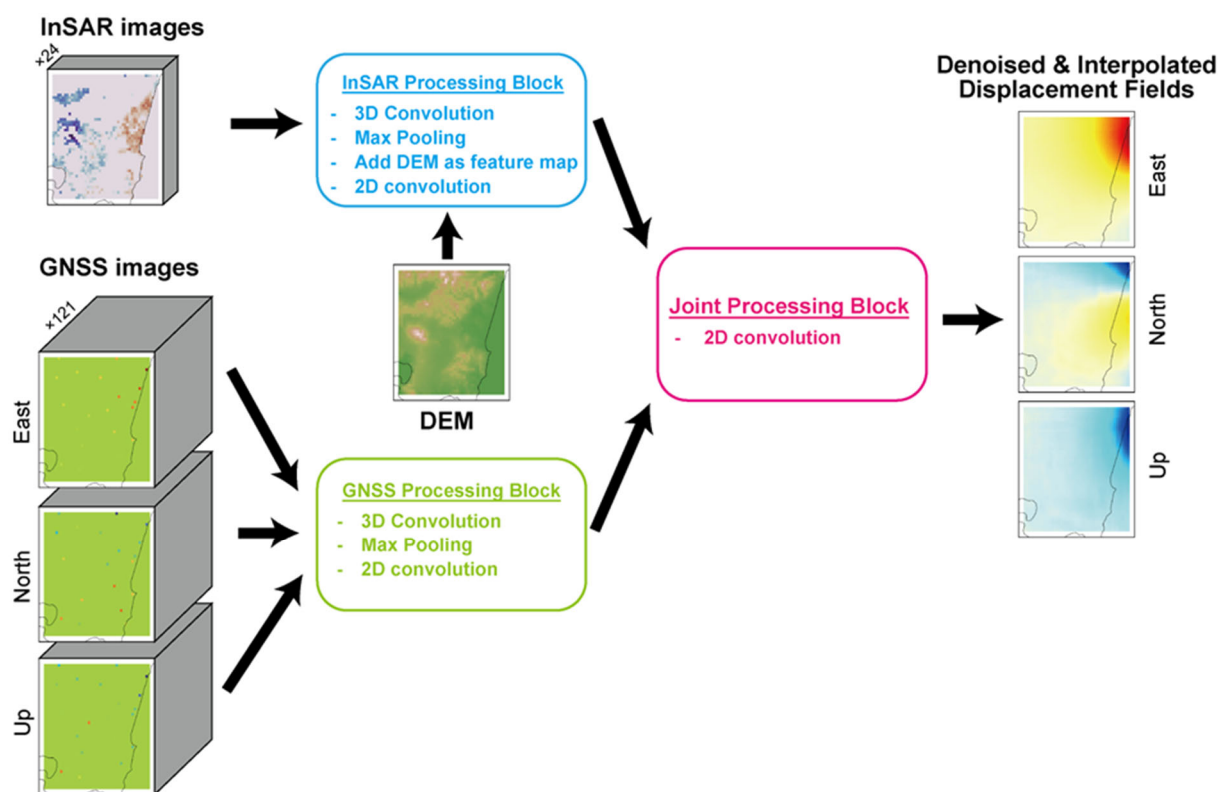 InSAR images
×24
InSAR Processing Block
- 3D Convolution
- Max Pooling
- Add DEM as feature map
- 2D convolution
DEM
GNSS images
×121
East
North
Up
GNSS Processing Block
- 3D Convolution
- Max Pooling
- 2D convolution
Joint Processing Block
- 2D convolution
Denoised & Interpolated
Displacement Fields
East
North
Up